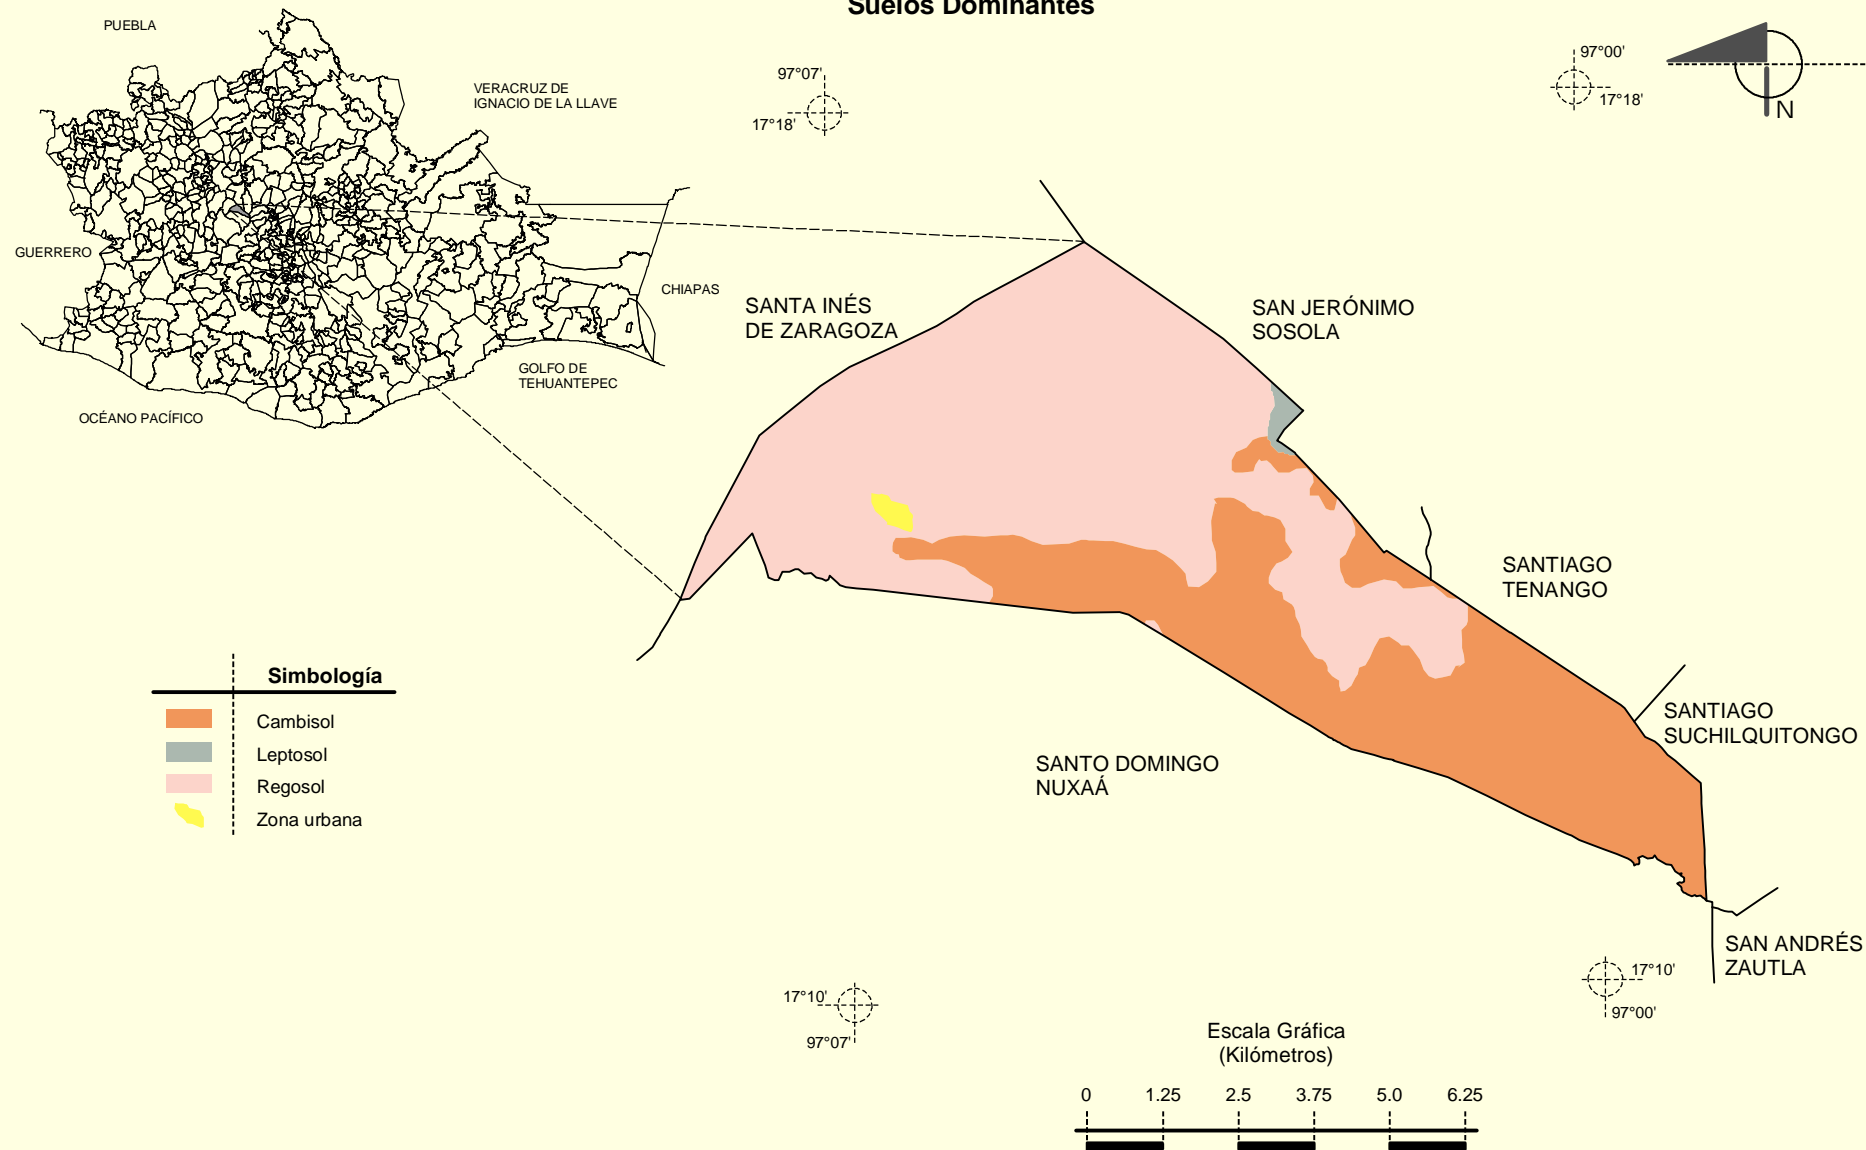 Suelos Dominantes
PUEBLA
VERACRUZ DE
IGNACIO DE LA LLAVE
GUERRERO
CHIAPAS
GOLFO DE
TEHUANTEPEC
OCÉANO PACÍFICO
97°07'
17°18'
97°00'
17°18'
N
SANTA INÉS
DE ZARAGOZA
SAN JERÓNIMO
SOSOLA
SANTIAGO
TENANGO
SANTIAGO
SUCHILQUITONGO
SANTO DOMINGO
NUXAÁ
SAN ANDRÉS
ZAUTLA
Simbología
Cambisol
Leptosol
Regosol
Zona urbana
17°10'
97°07'
17°10'
97°00'
Escala Gráfica
(Kilómetros)
0 1.25 2.5 3.75 5.0 6.25